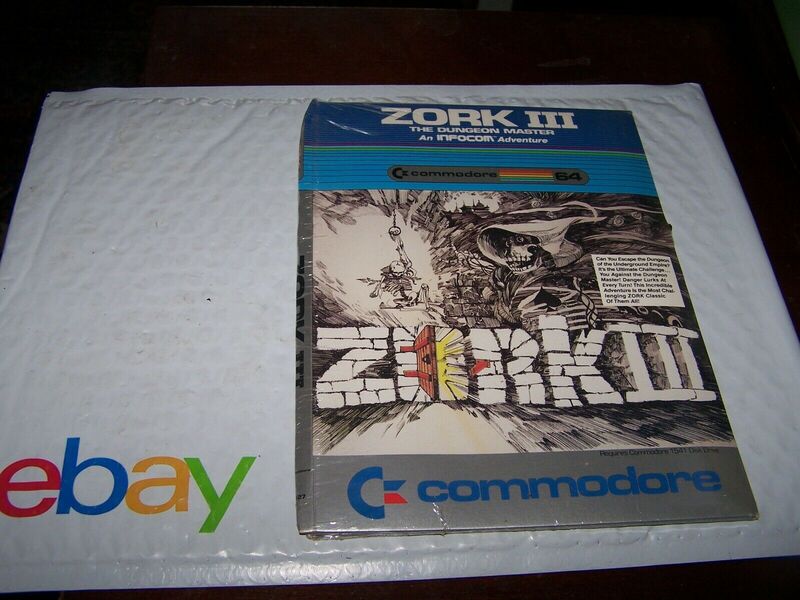 ZORK III
THE DUNGEON MASTER
An INFOCOM Adventure
commodore 64
Can You Escape the Dungeon
of the Underground Empire?
It's the Ultimate Challenge...
You Against the Dungeon
Master! Danger Lurks At
Every Turn! This Incredible
Adventure Is the Most Chal-
lenging ZORK Classic
Of Them All!
ZORK III
ZORK III
Requires Commodore 1541 Disk Drive
commodore
27
ebay